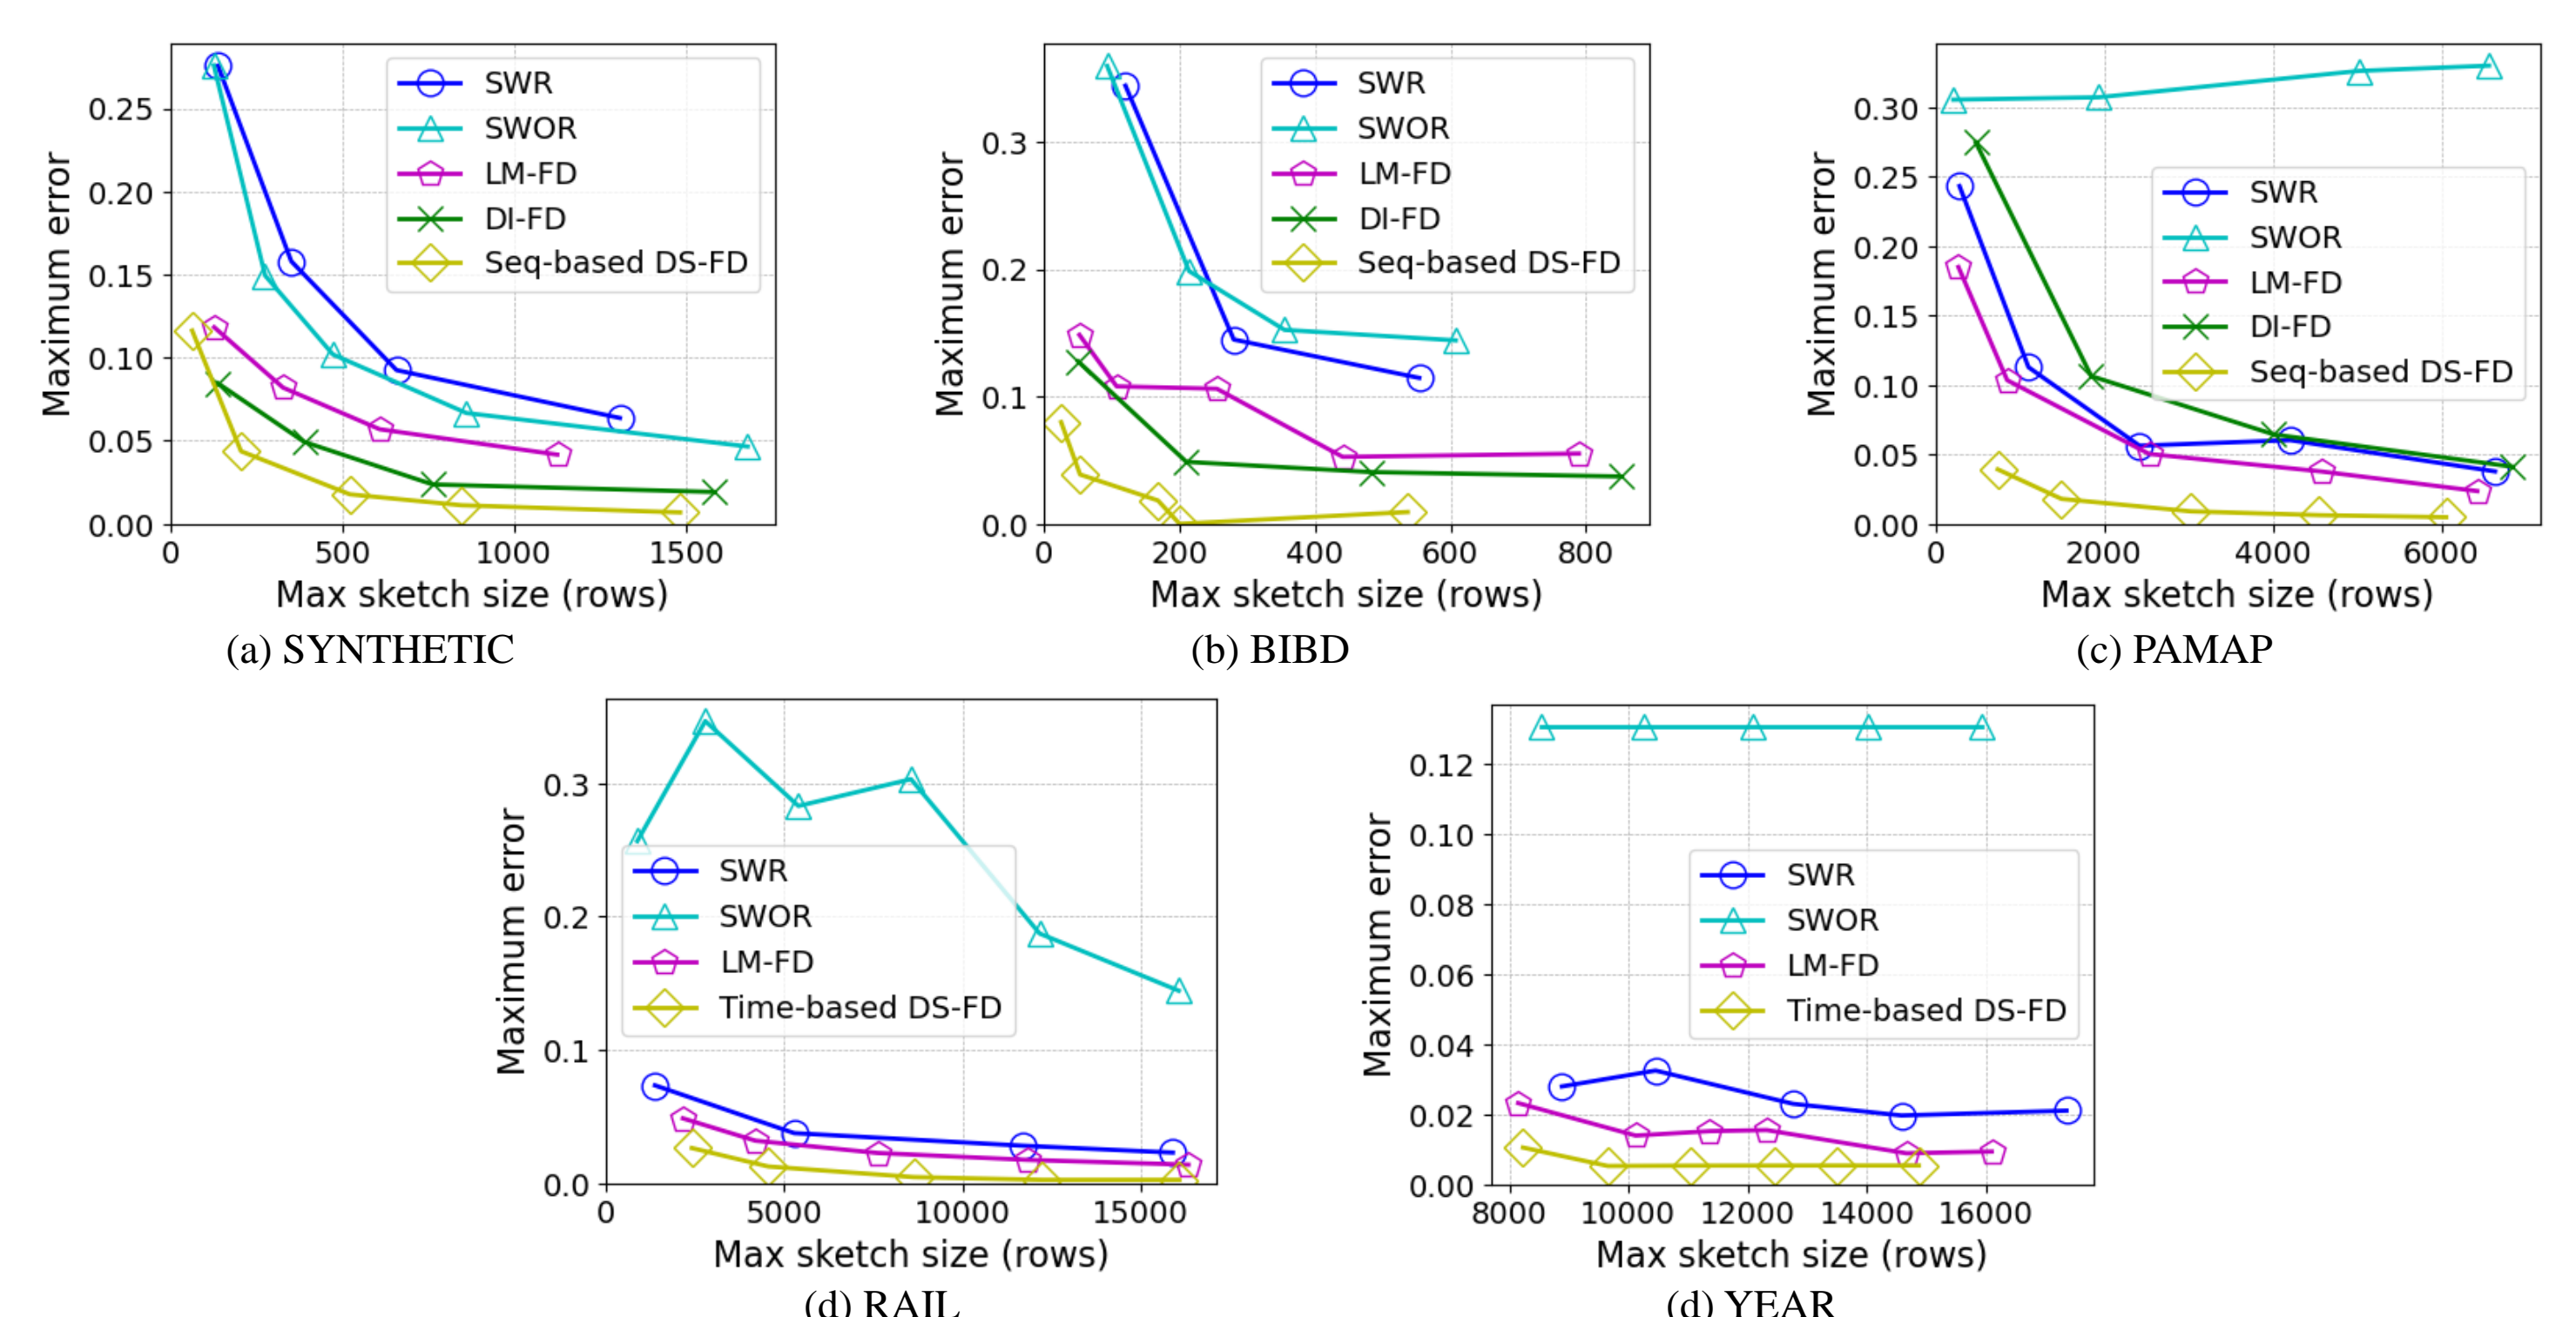 Maximum error
0.25
0.20
0.15
0.10
0.05
0.00
SWR
SWOR
LM-FD
DI-FD
Seq-based DS-FD
0 500 1000 1500
Max sketch size (rows)
(a) SYNTHETIC
Maximum error
0.3
0.2
0.1
0.0
SWR
SWOR
LM-FD
DI-FD
Seq-based DS-FD
0 200 400 600 800
Max sketch size (rows)
(b) BIBD
Maximum error
0.30
0.25
0.20
0.15
0.10
0.05
0.00
SWR
SWOR
LM-FD
DI-FD
Seq-based DS-FD
0 2000 4000 6000
Max sketch size (rows)
(c) PAMAP
Maximum error
0.3
0.2
0.1
0.0
SWR
SWOR
LM-FD
Time-based DS-FD
0 5000 10000 15000
Max sketch size (rows)
(d) RAIL
Maximum error
0.12
0.10
0.08
0.06
0.04
0.02
0.00
SWR
SWOR
LM-FD
Time-based DS-FD
8000 10000 12000 14000 16000
Max sketch size (rows)
(d) YEAR